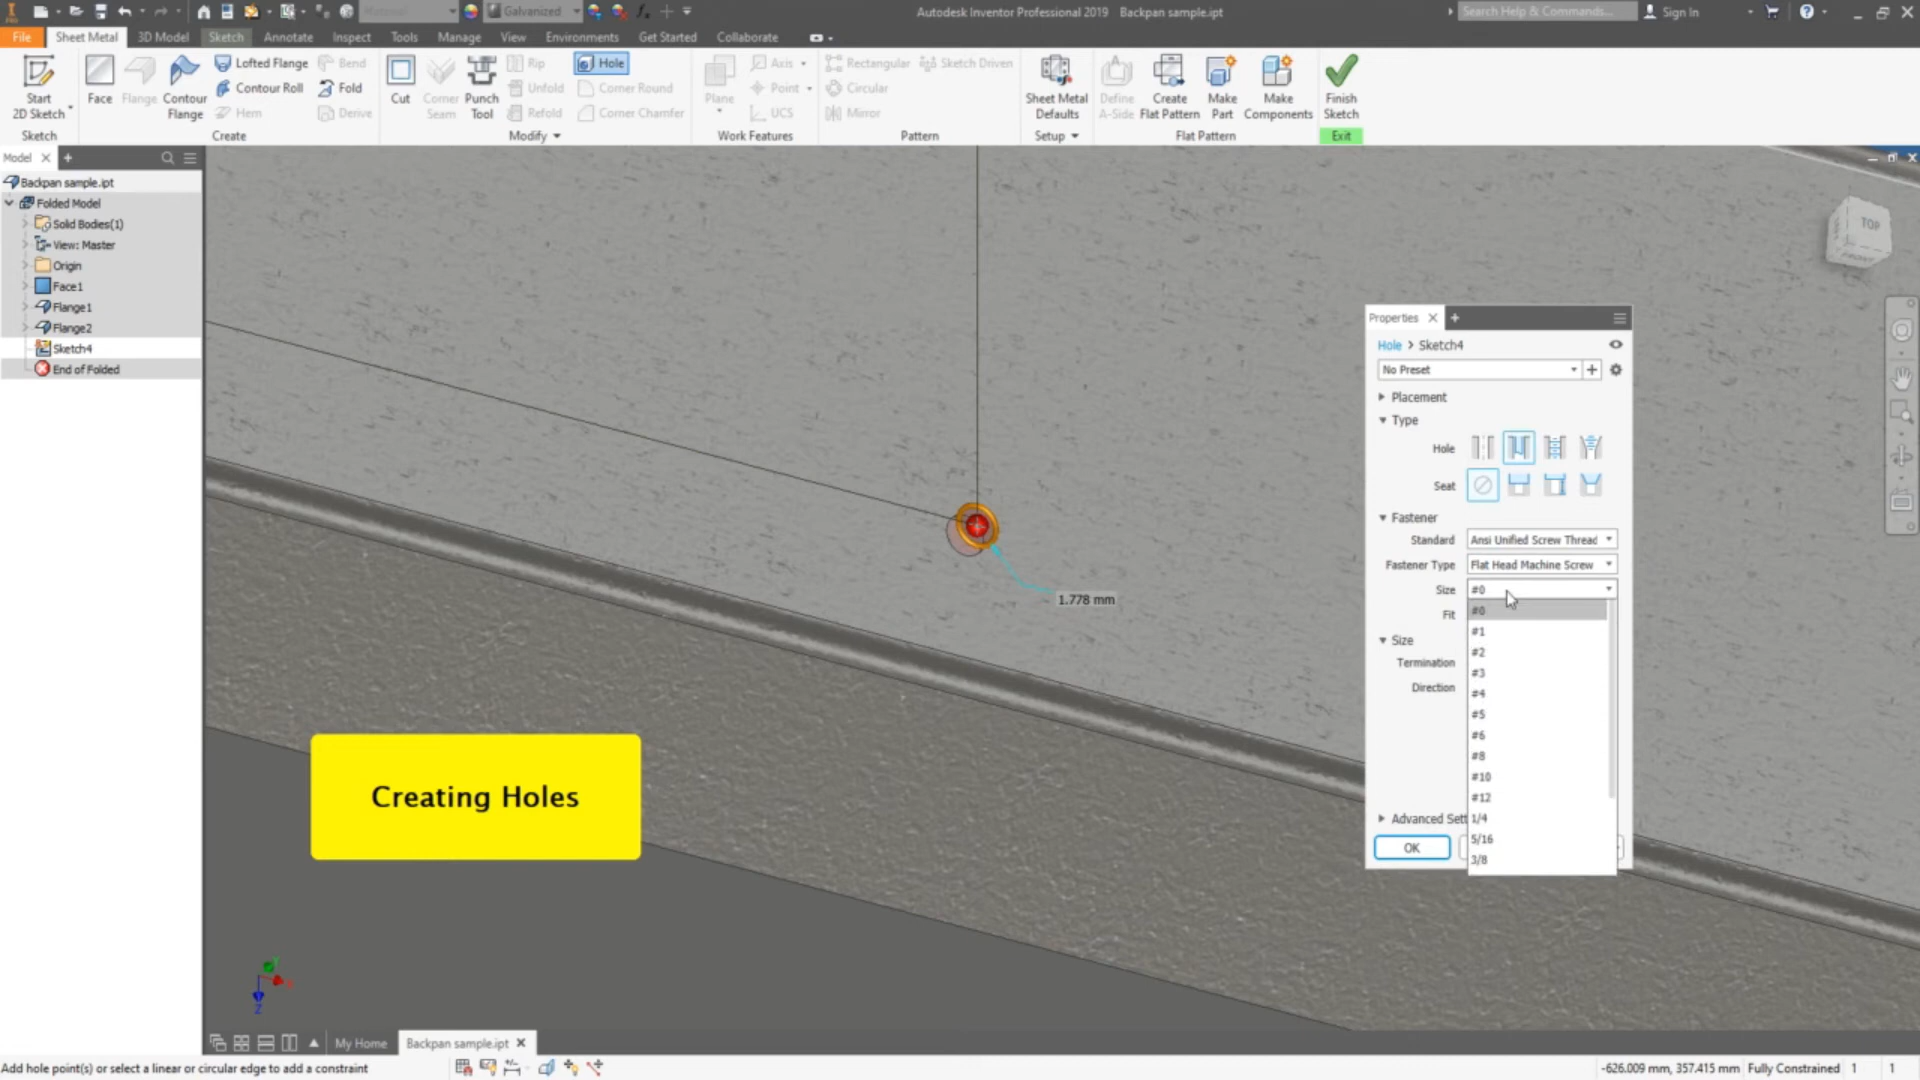 Material
Galvanized
Autodesk Inventor Professional 2019 Backpan sample.ipt
Search Help & Commands...
Sign In
File
Sheet Metal
3D Model
Sketch
Annotate
Inspect
Tools
Manage
View
Environments
Get Started
Collaborate
Start
2D Sketch
Sketch
Face
Flange
Contour
Flange
Lofted Flange
Contour Roll
Hem
Bend
Fold
Derive
Create
Cut
Corner
Seam
Punch
Tool
Rip
Unfold
Refold
Hole
Corner Round
Corner Chamfer
Modify
Plane
Axis
Point
UCS
Work Features
Rectangular
Sketch Driven
Circular
Mirror
Pattern
Sheet Metal
Defaults
Setup
Define
A-Side
Create
Flat Pattern
Make
Part
Make
Components
Flat Pattern
Finish
Sketch
Exit
Model
Backpan sample.ipt
Folded Model
Solid Bodies(1)
View: Master
Origin
Face1
Flange1
Flange2
Sketch4
End of Folded
TOP
FRONT
1.778 mm
Creating Holes
Properties
Hole > Sketch4
No Preset
Placement
Type
Hole
Seat
Fastener
Standard Ansi Unified Screw Thread
Fastener Type Flat Head Machine Screw
Size #0
Fit
Size
Termination
Direction
#0
#1
#2
#3
#4
#5
#6
#8
#10
#12
1/4
5/16
3/8
Advanced Sett
OK
X
Z
My Home
Backpan sample.ipt
Add hole point(s) or select a linear or circular edge to add a constraint
-626.009 mm, 357.415 mm Fully Constrained 1 1